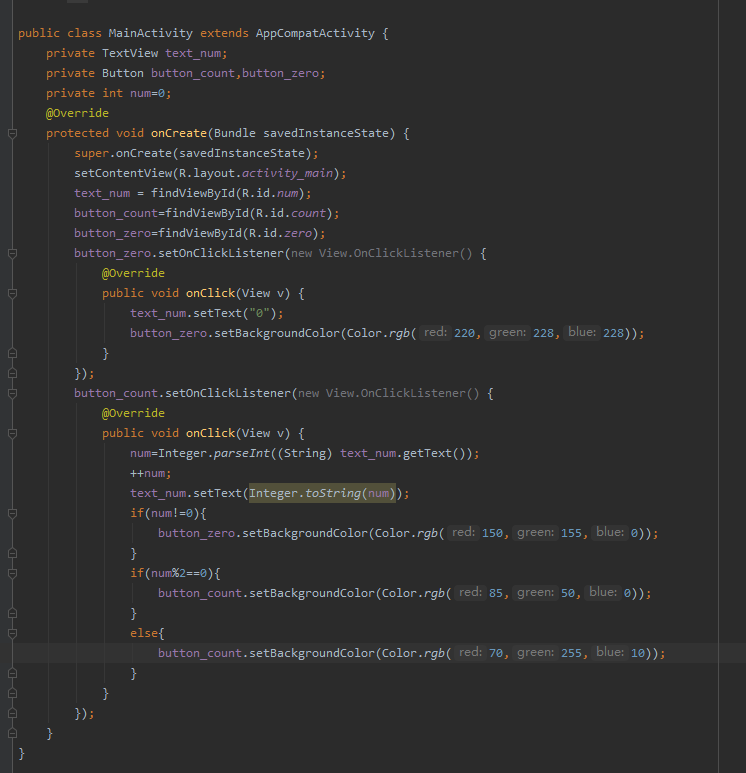 public class MainActivity extends AppCompatActivity {
private TextView text_num;
private Button button_count,button_zero;
private int num=0;
@Override
protected void onCreate(Bundle savedInstanceState) {
super.onCreate(savedInstanceState);
setContentView(R.layout.activity_main);
text_num = findViewById(R.id.num);
button_count=findViewById(R.id.count);
button_zero=findViewById(R.id.zero);
button_zero.setOnClickListener(new View.OnClickListener() {
@Override
public void onClick(View v) {
text_num.setText("0");
button_zero.setBackgroundColor(Color.rgb( red: 220, green: 228, blue: 228));
}
});
button_count.setOnClickListener(new View.OnClickListener() {
@Override
public void onClick(View v) {
num=Integer.parseInt((String) text_num.getText());
++num;
text_num.setText(Integer.toString(num));
if(num!=0){
button_zero.setBackgroundColor(Color.rgb( red: 150, green: 155, blue: 0));
}
if(num%2==0){
button_count.setBackgroundColor(Color.rgb( red: 85, green: 50, blue: 0));
}
else{
button_count.setBackgroundColor(Color.rgb( red: 70, green: 255, blue: 10));
}
}
});
}
}